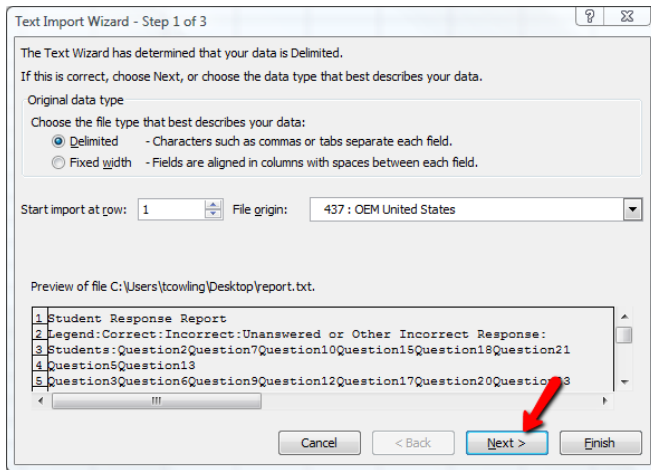 Text Import Wizard - Step 1 of 3
The Text Wizard has determined that your data is Delimited.
If this is correct, choose Next, or choose the data type that best describes your data.
Original data type
Choose the file type that best describes your data:
Delimited - Characters such as commas or tabs separate each field.
Fixed width - Fields are aligned in columns with spaces between each field.
Start import at row: 1 File origin: 437 : OEM United States
Preview of file C:\Users\tcowling\Desktop\report.txt.
1 Student Response Report
2 Legend:Correct:Incorrect:Unanswered or Other Incorrect Response:
3 Students:Question2Question7Question10Question15Question18Question21
4 Question5Question13
5 Question3Question6Question9Question12Question17Question20Question23
Cancel < Back Next > Finish